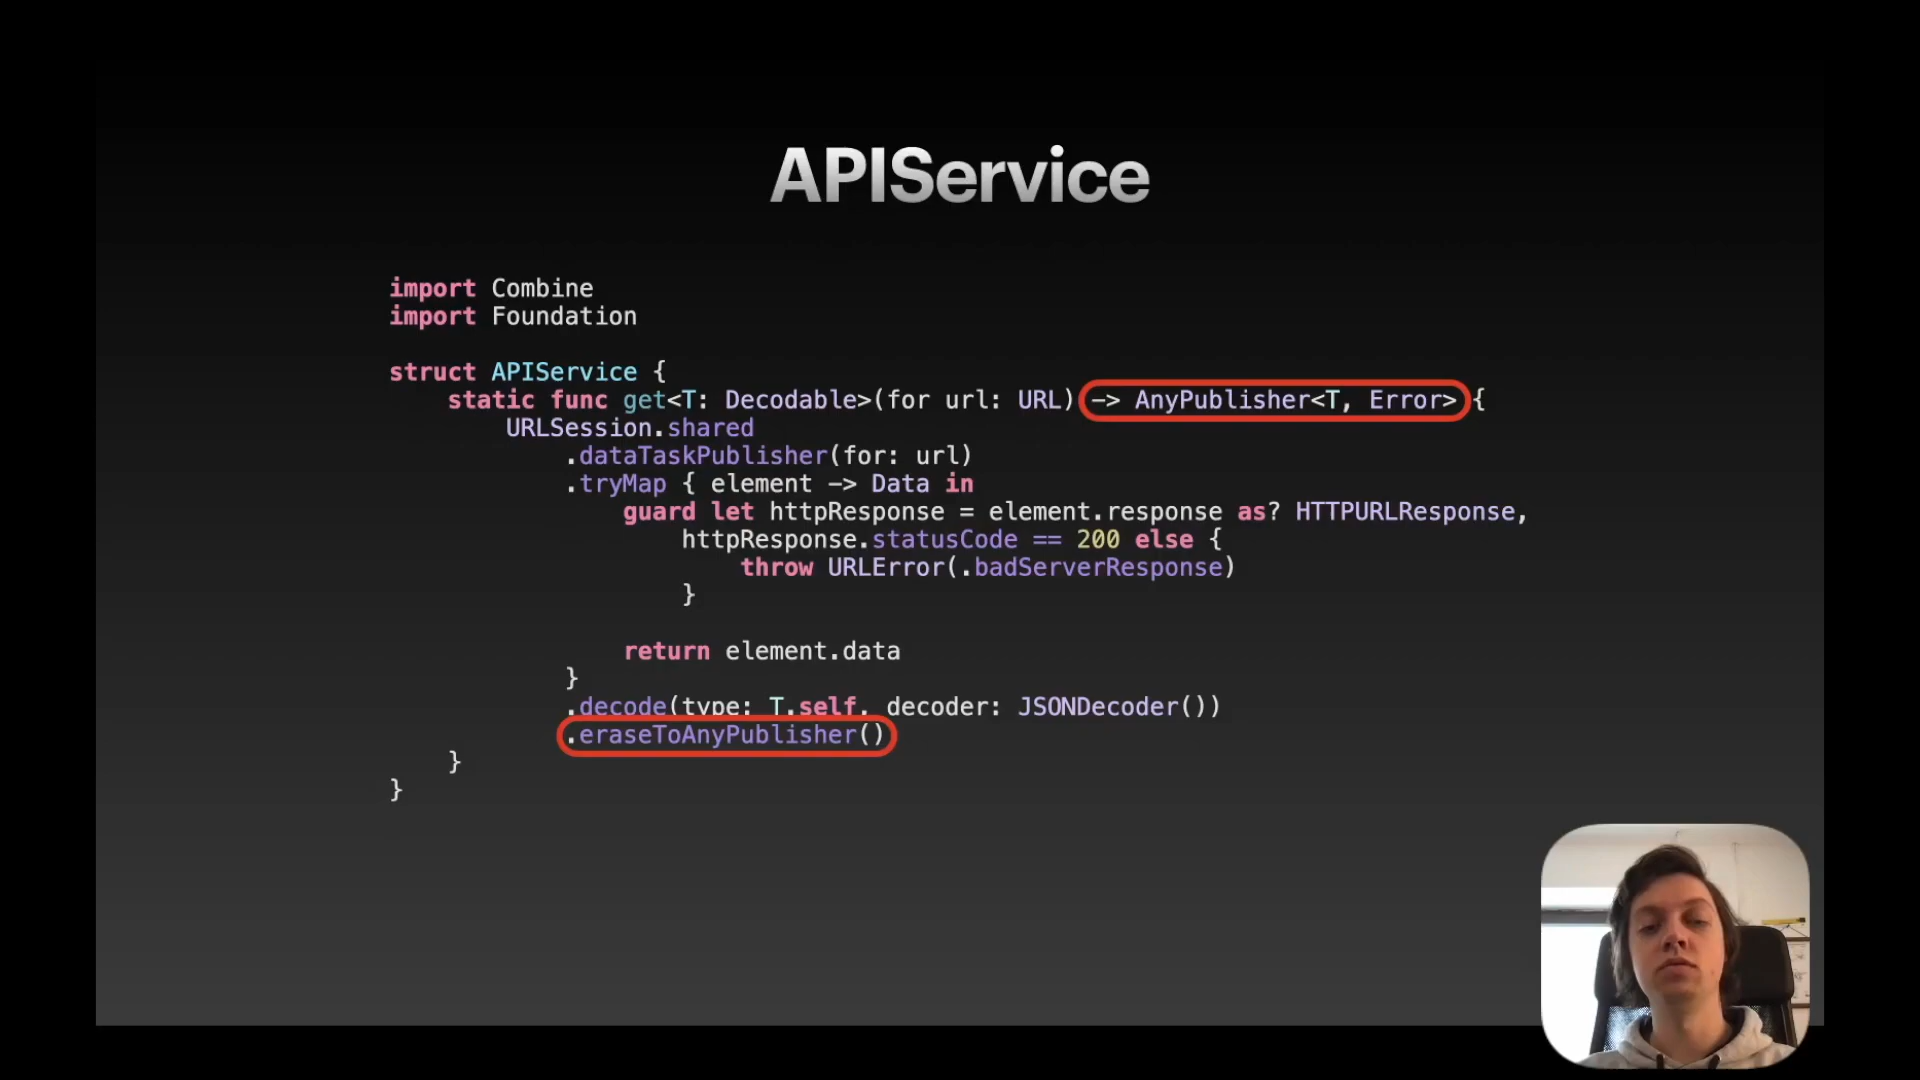 APIService
import Combine
import Foundation
struct APIService {
static func get<T: Decodable>(for url: URL) -> AnyPublisher<T, Error> {
URLSession.shared
.dataTaskPublisher(for: url)
.tryMap { element -> Data in
guard let httpResponse = element.response as? HTTPURLResponse,
httpResponse.statusCode == 200 else {
throw URLError(.badServerResponse)
}
return element.data
}
.decode(type: T.self, decoder: JSONDecoder())
.eraseToAnyPublisher()
}
}